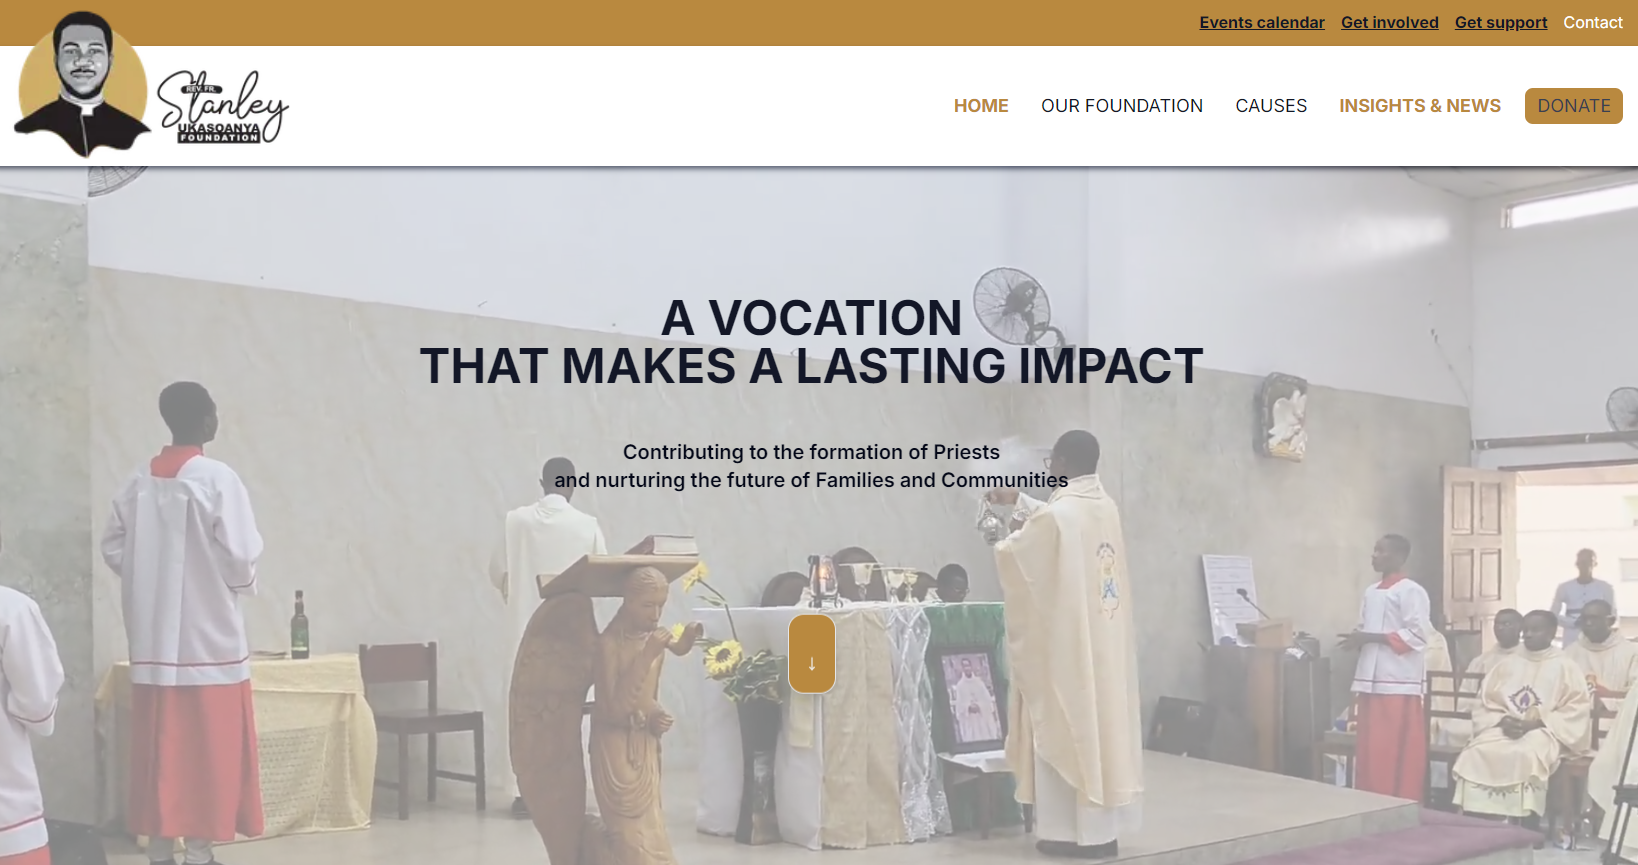 Events calendar Get involved Get support Contact
REV. FR.
Stanley
UKASOANYA
FOUNDATION
HOME OUR FOUNDATION CAUSES INSIGHTS & NEWS DONATE
A VOCATION
THAT MAKES A LASTING IMPACT
Contributing to the formation of Priests
and nurturing the future of Families and Communities
↓